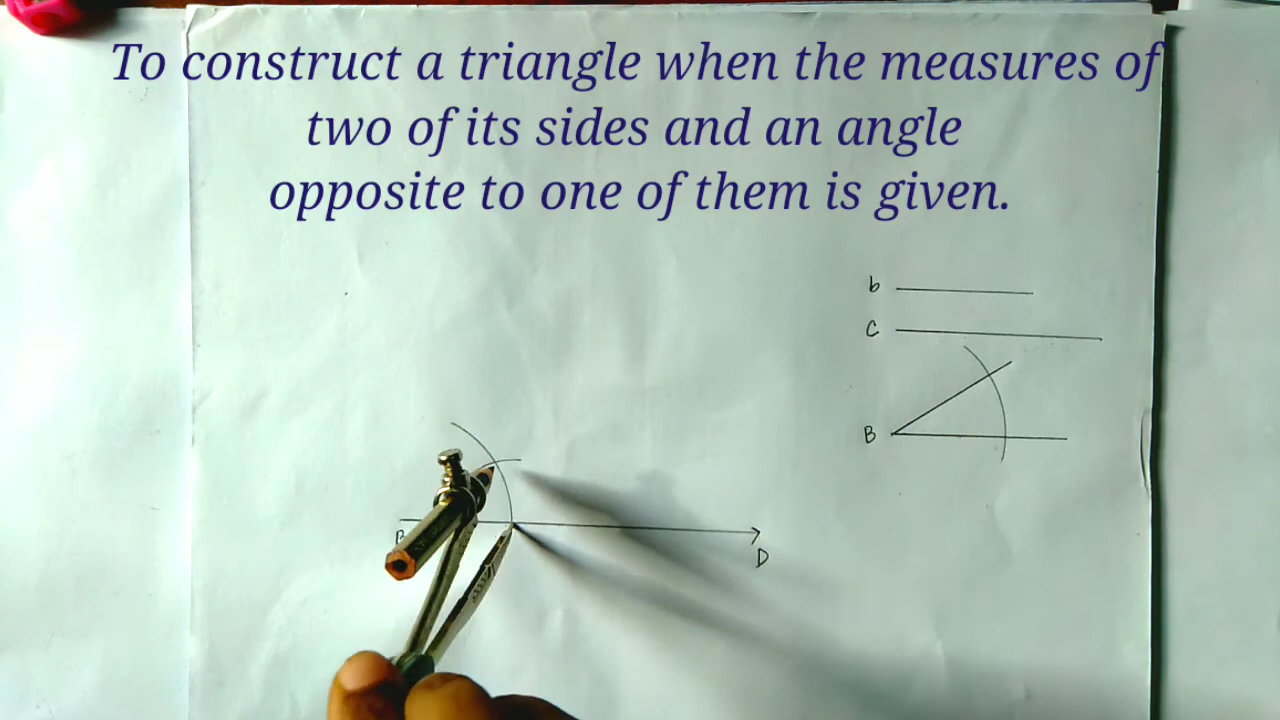 To construct a triangle when the measures of
two of its sides and an angle
opposite to one of them is given.
b
c
B
B
D